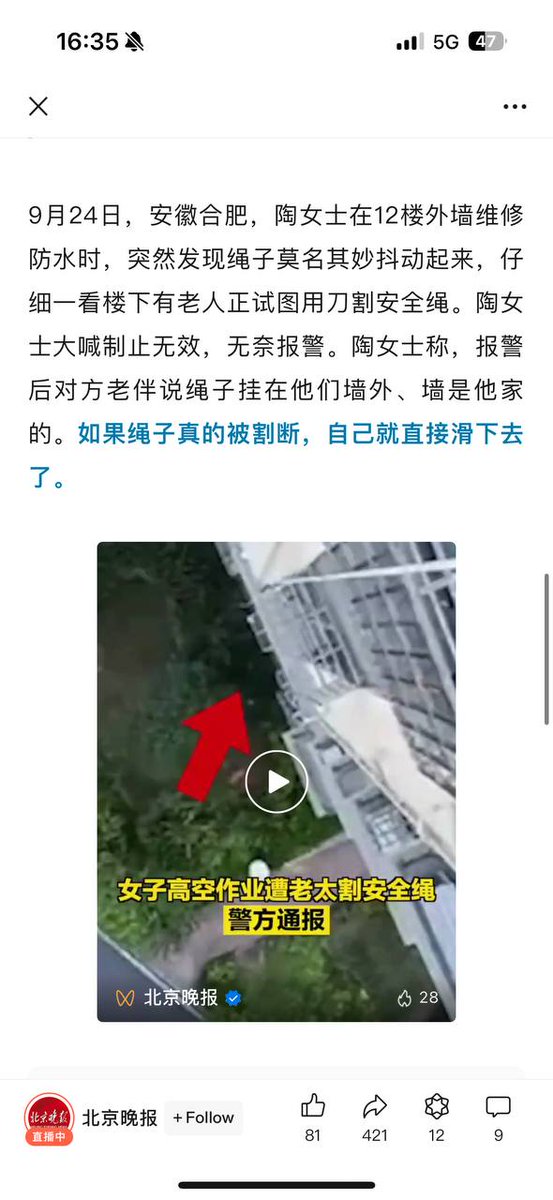 16:35
5G
47
9月24日，安徽合肥，陶女士在12楼外墙维修
防水时，突然发现绳子莫名其妙抖动起来，仔
细一看楼下有老人正试图用刀割安全绳。陶女
士大喊制止无效，无奈报警。陶女士称，报警
后对方老伴说绳子挂在他们墙外、墙是他家
的。如果绳子真的被割断，自己就直接滑下去
了。
女子高空作业遭老太割安全绳
警方通报
北京晚报
28
北京晚报
直播中
北京晚报
+Follow
81
421
12
9